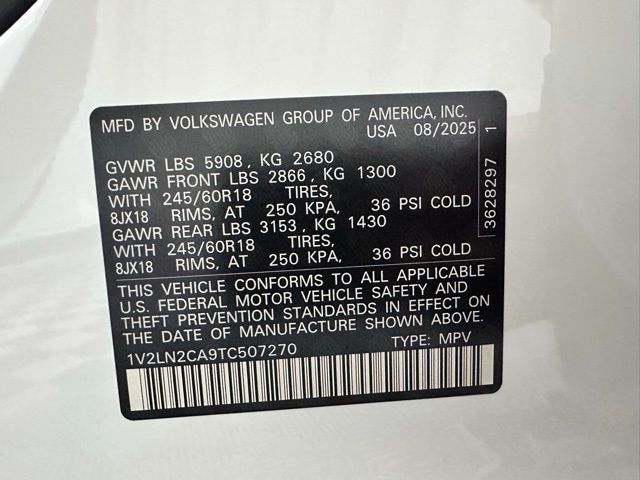 MFD BY VOLKSWAGEN GROUP OF AMERICA, INC.
USA 08/2025
GVWR LBS 5908, KG 2680
GAWR FRONT LBS 2866, KG 1300
WITH 245/60R18 TIRES,
8JX18 RIMS, AT 250 KPA, 36 PSI COLD
GAWR REAR LBS 3153, KG 1430
WITH 245/60R18 TIRES,
8JX18 RIMS, AT 250 KPA, 36 PSI COLD
THIS VEHICLE CONFORMS TO ALL APPLICABLE
U.S. FEDERAL MOTOR VEHICLE SAFETY AND
THEFT PREVENTION STANDARDS IN EFFECT ON
THE DATE OF MANUFACTURE SHOWN ABOVE.
1V2LN2CA9TC507270 TYPE: MPV
3628297 1